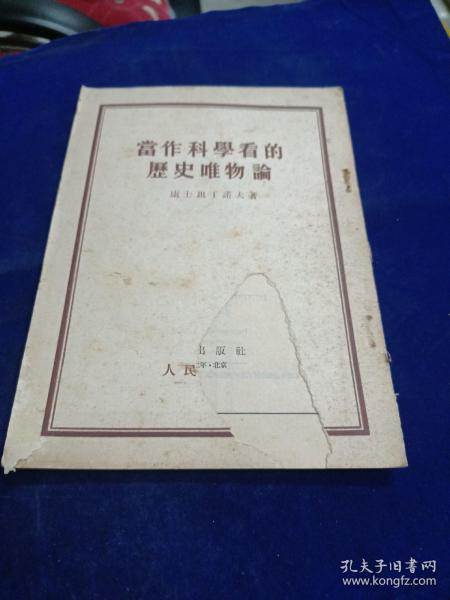 當作科學看的
歷史唯物論
康士坦丁諾夫著
出版社
人民
年·北京
孔夫子旧书网
www.kongfz.com